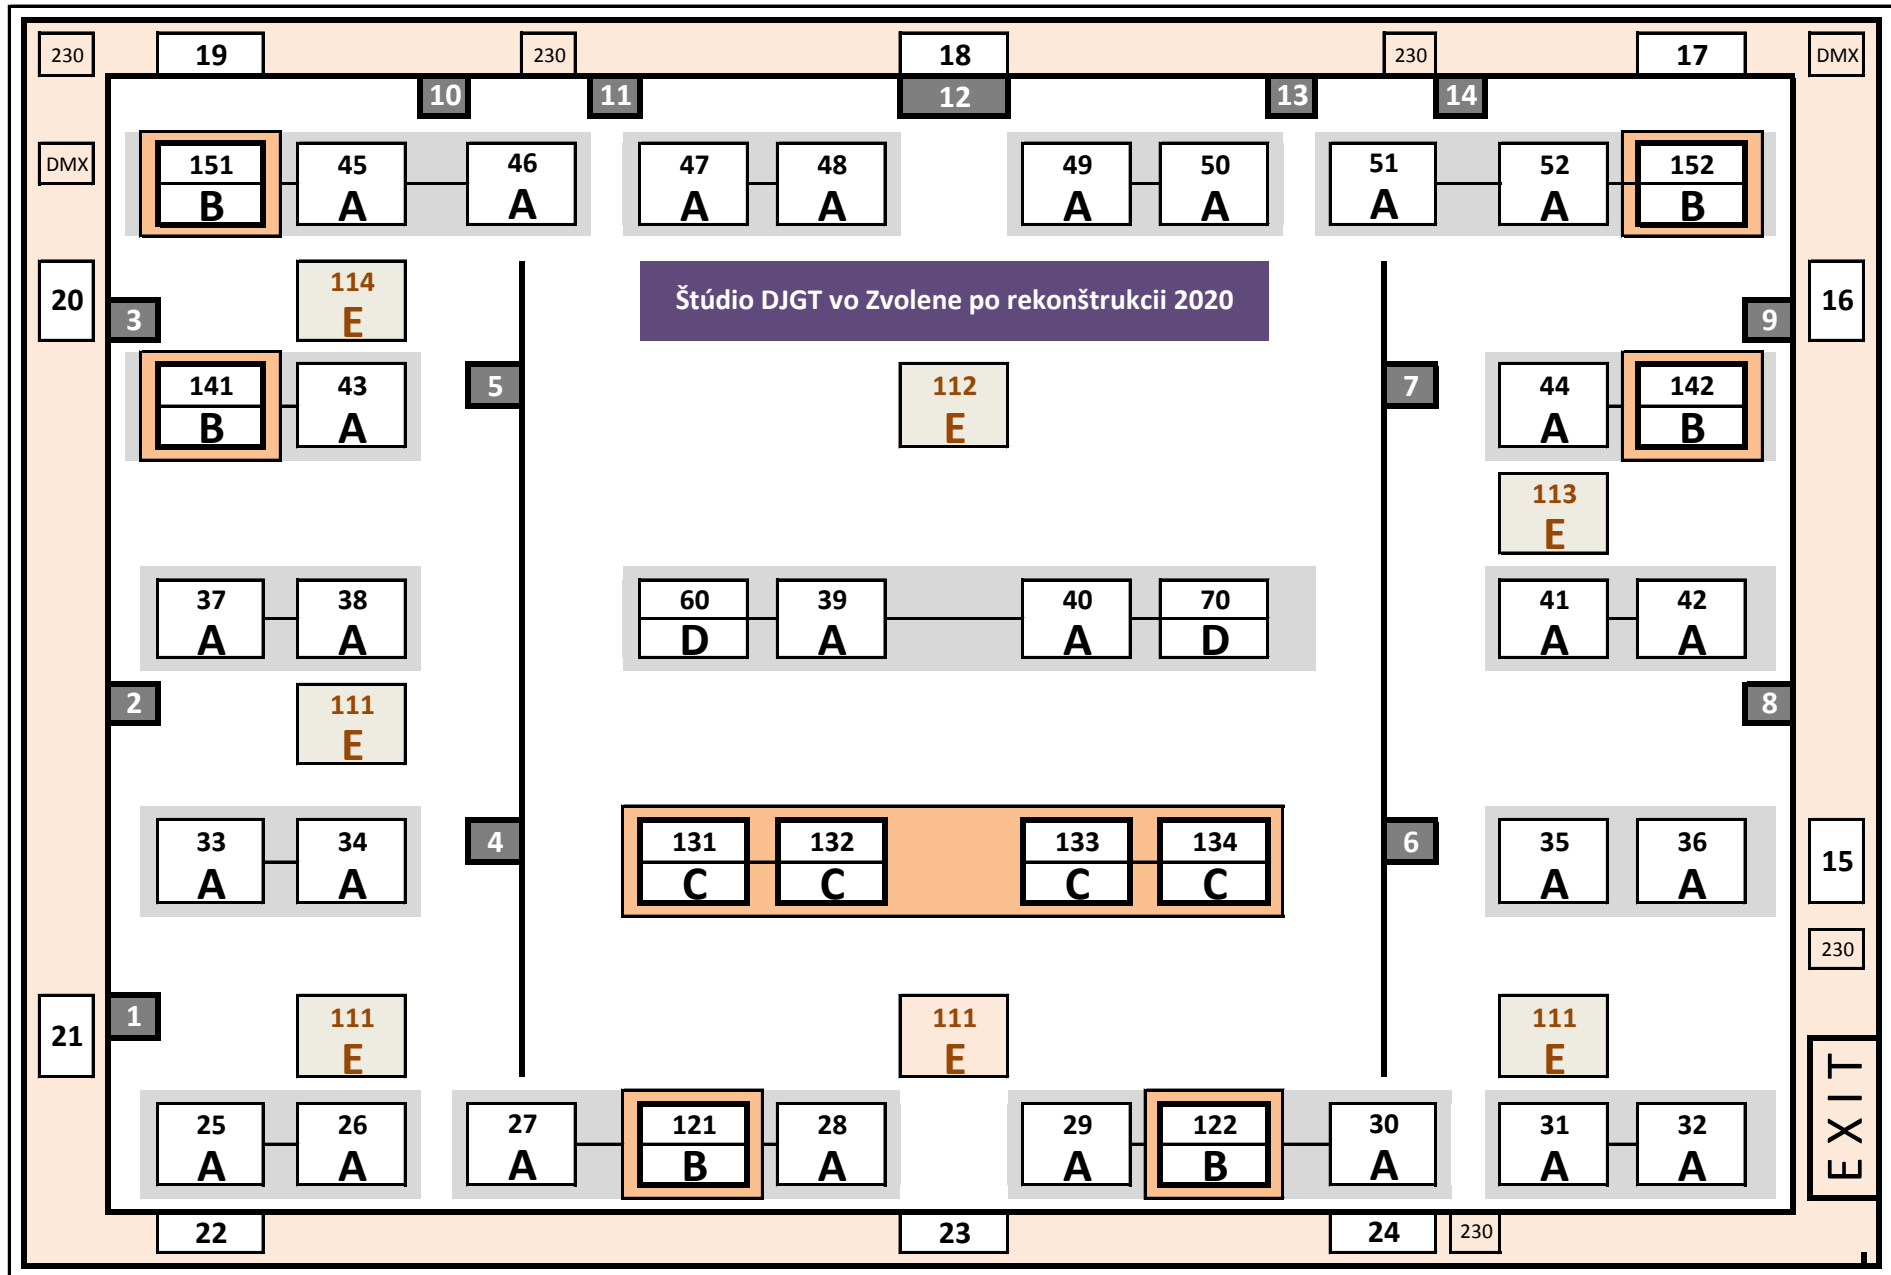 230 19 230 18 230 17 DMX
10 11 12 13 14
DMX 151 45 46 47 48 49 50 51 52 152
B A A A A A A A A B
20 3 114 Štúdio DJGT vo Zvolene po rekonštrukcii 2020 9 16
E
141 43 5 112 7 44 142
B A E A B
113
E
37 38 60 39 40 70 41 42
A A D A A D A A
2 111 8
E
33 34 4 131 132 133 134 6 35 36 15
A A C C C C A A
230
21 1 111 111 111
E E E
EXIT
25 26 27 121 28 29 122 30 31 32
A A A B A A B A A A
22 23 24 230